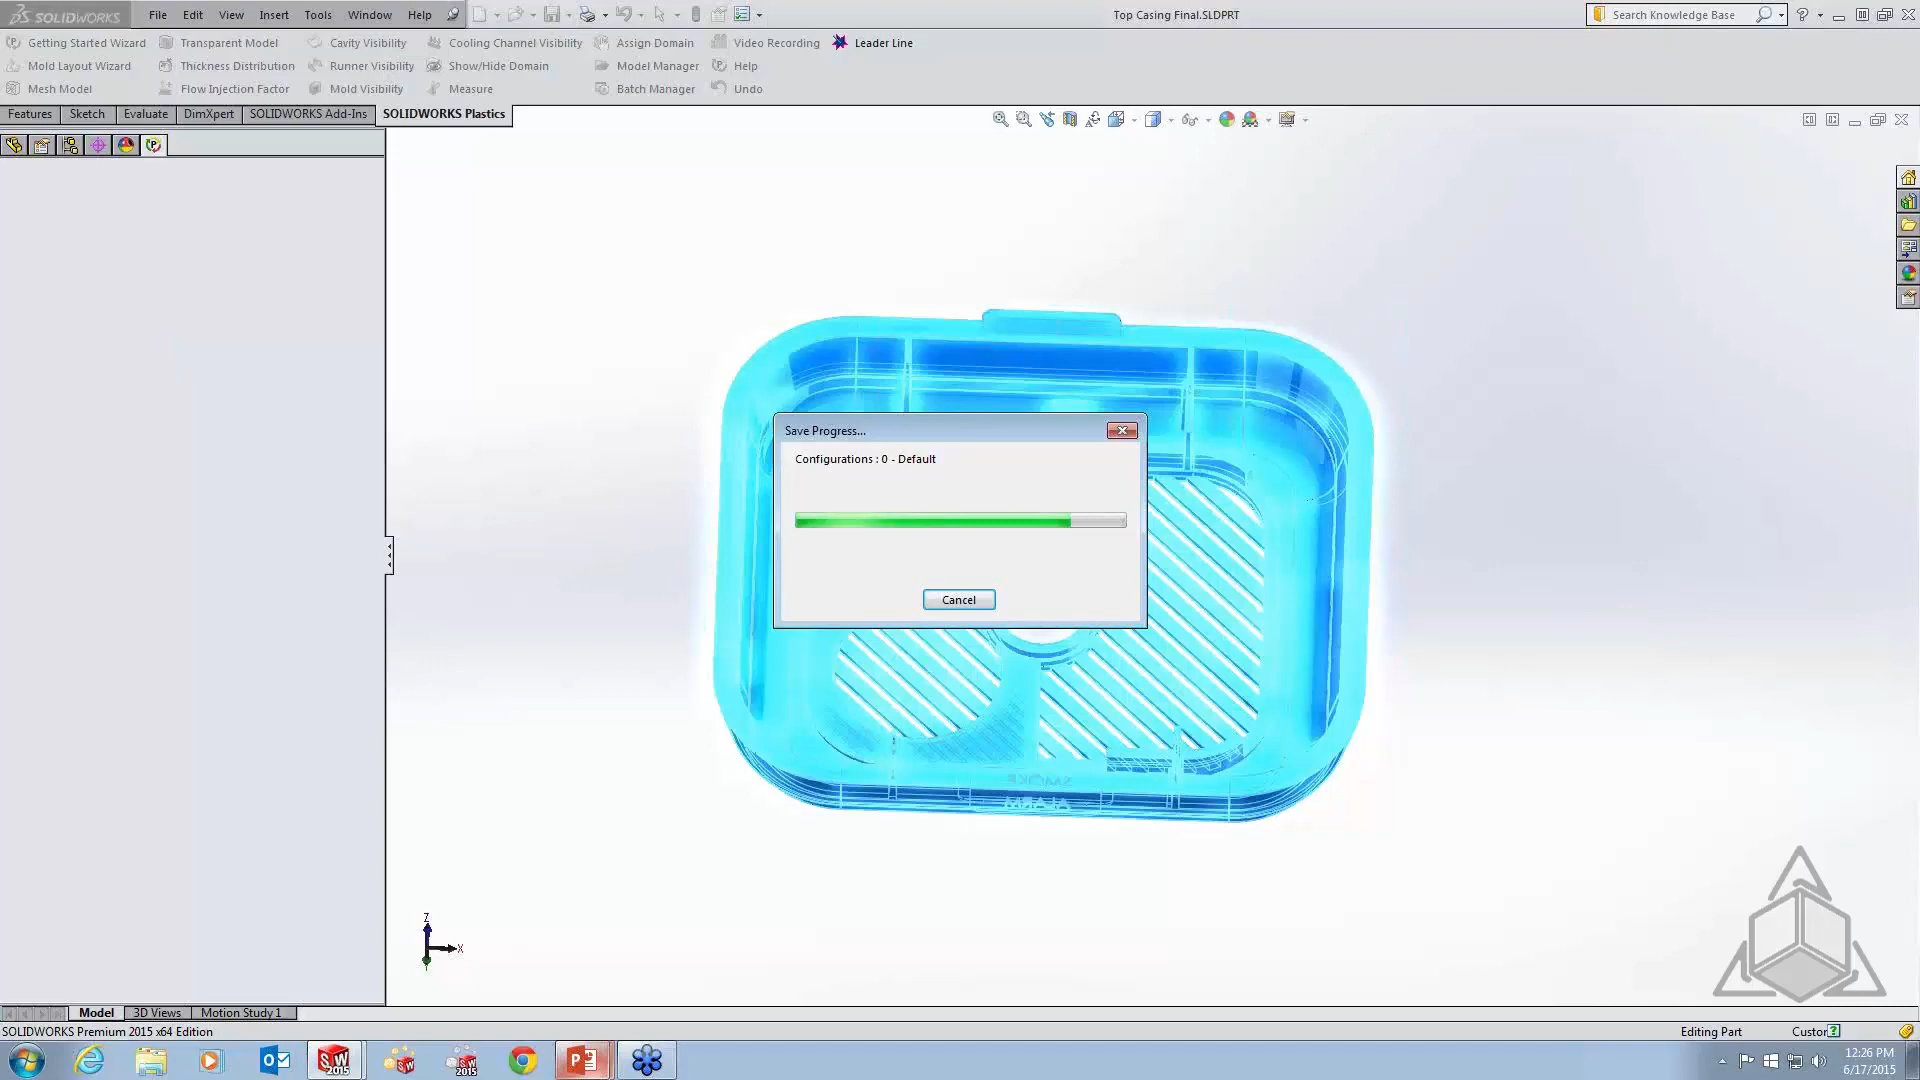 SOLIDWORKS File Edit View Insert Tools Window Help Top Casing Final.SLDPRT Search Knowledge Base
Getting Started Wizard Transparent Model Cavity Visibility Cooling Channel Visibility Assign Domain Video Recording Leader Line
Mold Layout Wizard Thickness Distribution Runner Visibility Show/Hide Domain Model Manager Help
Mesh Model Flow Injection Factor Mold Visibility Measure Batch Manager Undo
Features Sketch Evaluate DimXpert SOLIDWORKS Add-Ins SOLIDWORKS Plastics
Save Progress...
Configurations : 0 - Default
Cancel
Z
X
Model 3D Views Motion Study 1
SOLIDWORKS Premium 2015 x64 Edition Editing Part Custor
12:26 PM
6/17/2015